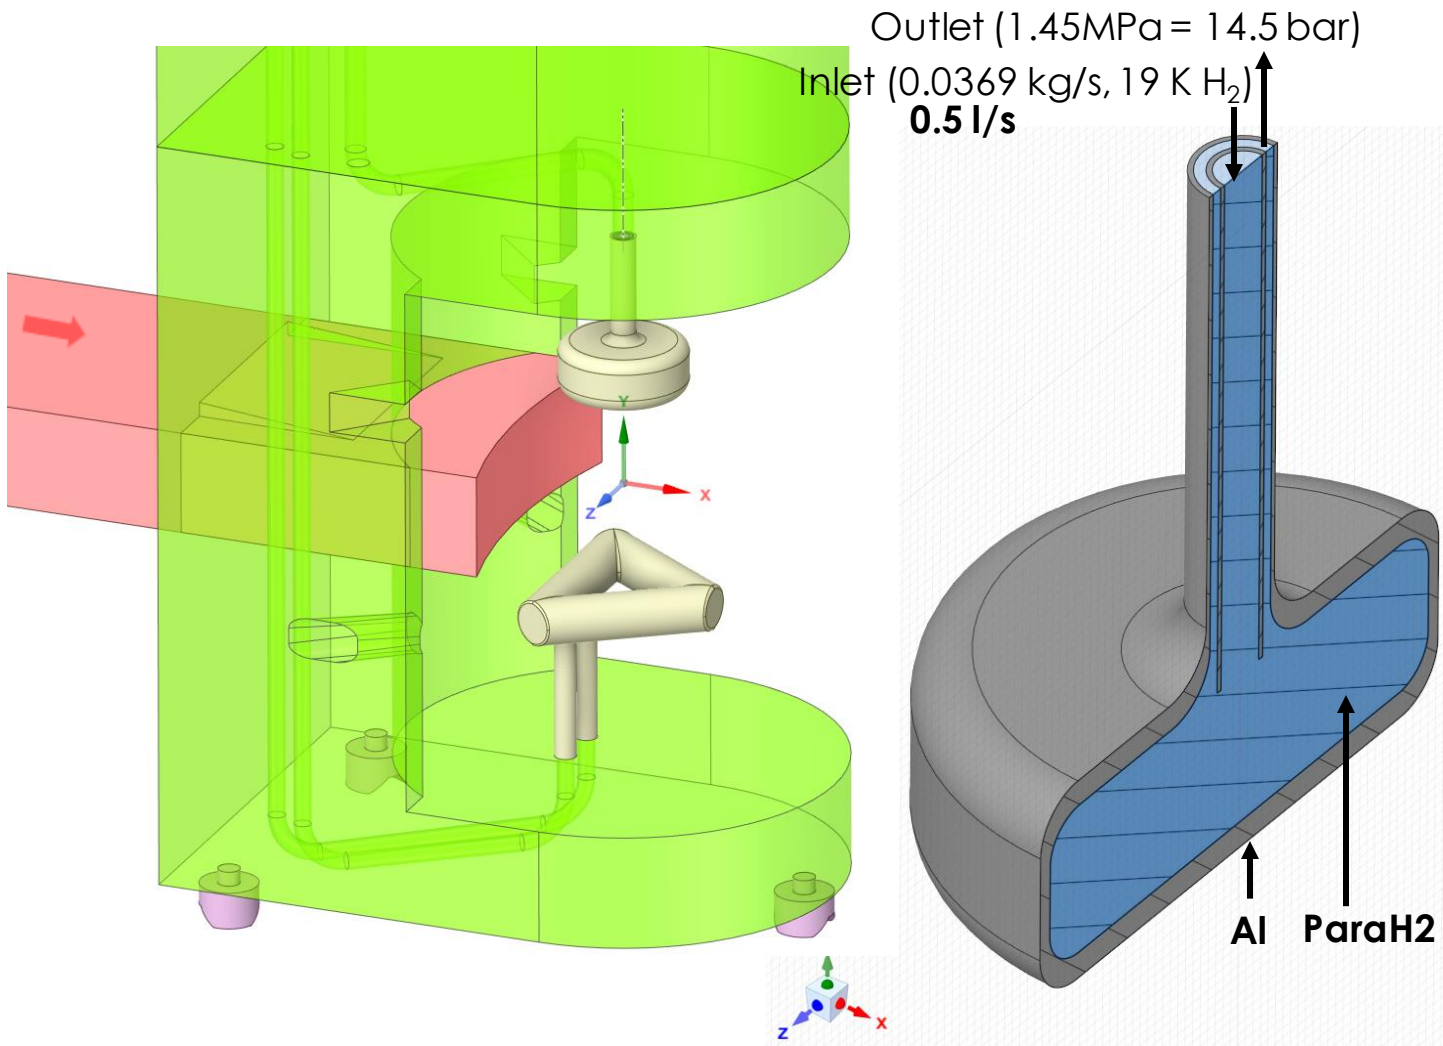 Outlet (1.45MPa = 14.5 bar)
Inlet (0.0369 kg/s, 19 K H₂)
0.5 l/s
Y
X
Z
Al
ParaH2
Z
X